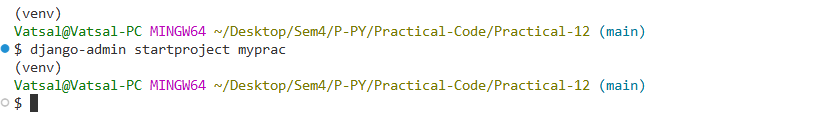 (venv)
Vatsal@Vatsal-PC MINGW64 ~/Desktop/Sem4/P-PY/Practical-Code/Practical-12 (main)
$ django-admin startproject myprac
(venv)
Vatsal@Vatsal-PC MINGW64 ~/Desktop/Sem4/P-PY/Practical-Code/Practical-12 (main)
$